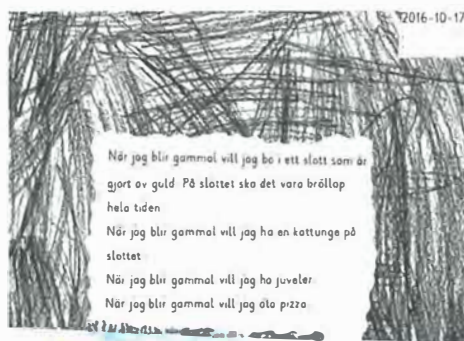 2016-10-17
När jag blir gammal vill jag bo i ett slott som är
gjort av guld På slottet ska det vara bröllop
hela tiden
När jag blir gammal vill jag ha en kattunge på
slottet
När jag blir gammal vill jag ha juveler
När jag blir gammal vill jag äta pizza